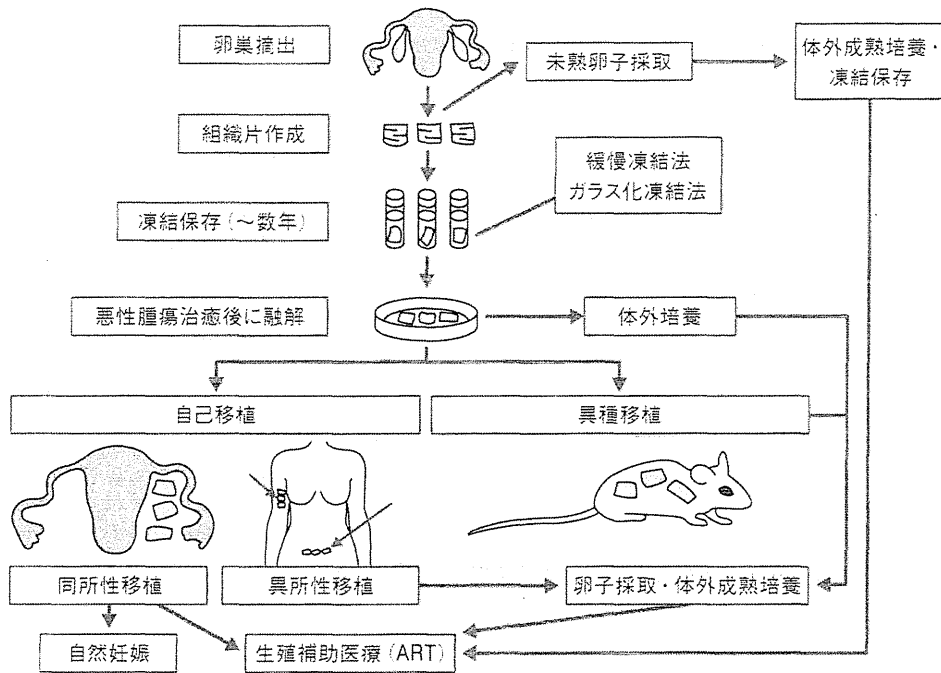 卵巣摘出
未熟卵子採取
体外成熟培養・
凍結保存
組織片作成
緩慢凍結法
ガラス化凍結法
凍結保存(〜数年)
悪性腫瘍治癒後に融解
体外培養
自己移植
異種移植
同所性移植
異所性移植
卵子採取・体外成熟培養
自然妊娠
生殖補助医療(ART)